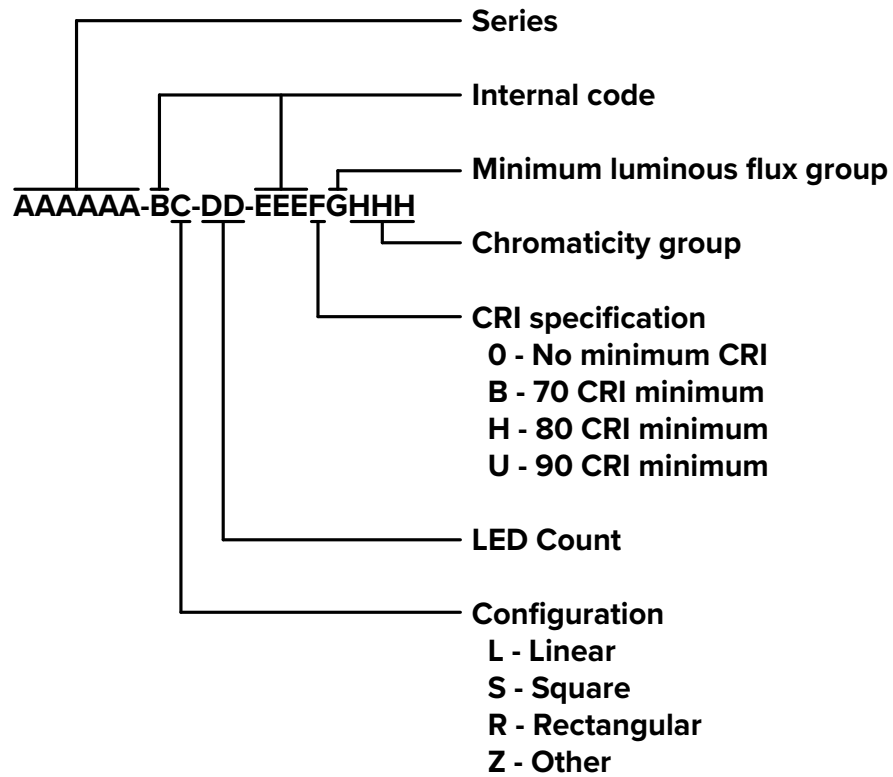 Series
Internal code
Minimum luminous flux group
AAAAAA-BC-DD-EEEFGHHH
Chromaticity group
CRI specification
0 - No minimum CRI
B - 70 CRI minimum
H - 80 CRI minimum
U - 90 CRI minimum
LED Count
Configuration
L - Linear
S - Square
R - Rectangular
Z - Other